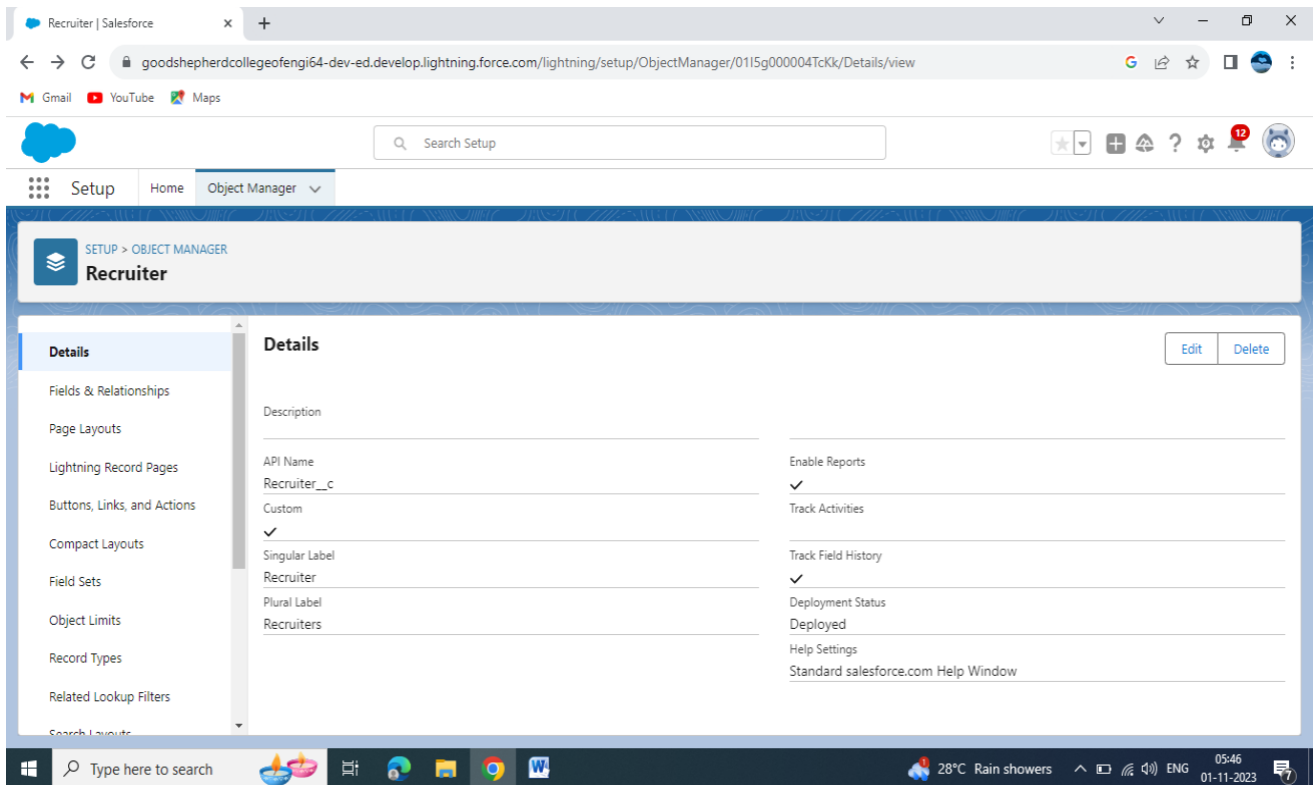 Recruiter | Salesforce
goodshepherdcollegeofengi64-dev-ed.develop.lightning.force.com/lightning/setup/ObjectManager/01I5g000004TcKk/Details/view
Gmail YouTube Maps
Search Setup
12
Setup Home Object Manager
SETUP > OBJECT MANAGER
Recruiter
Details
Fields & Relationships
Page Layouts
Lightning Record Pages
Buttons, Links, and Actions
Compact Layouts
Field Sets
Object Limits
Record Types
Related Lookup Filters
Search Layouts
Details
Edit Delete
Description
API Name
Recruiter__c
Custom
Singular Label
Recruiter
Plural Label
Recruiters
Enable Reports
Track Activities
Track Field History
Deployment Status
Deployed
Help Settings
Standard salesforce.com Help Window
Type here to search
28°C Rain showers
ENG
05:46
01-11-2023
7